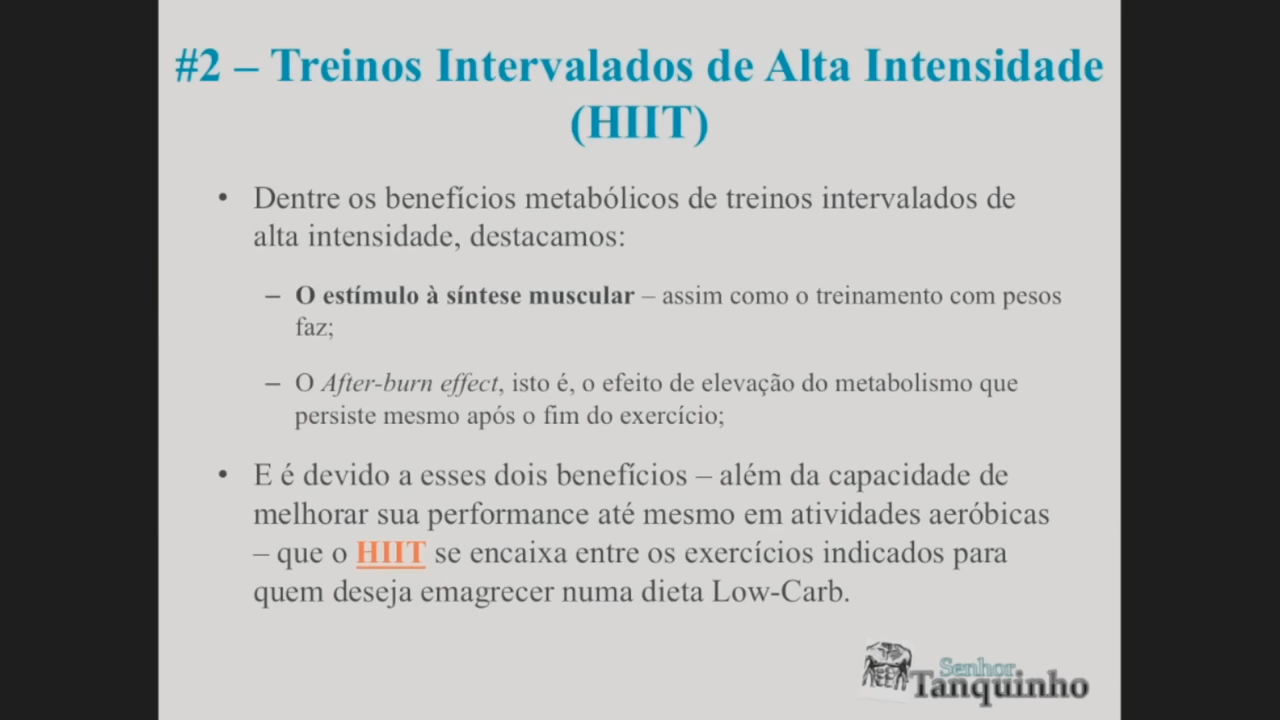 #2 – Treinos Intervalados de Alta Intensidade
(HIIT)
• Dentre os benefícios metabólicos de treinos intervalados de
alta intensidade, destacamos:
– O estímulo à síntese muscular – assim como o treinamento com pesos
faz;
– O After-burn effect, isto é, o efeito de elevação do metabolismo que
persiste mesmo após o fim do exercício;
• E é devido a esses dois benefícios – além da capacidade de
melhorar sua performance até mesmo em atividades aeróbicas
– que o HIIT se encaixa entre os exercícios indicados para
quem deseja emagrecer numa dieta Low-Carb.
Senhor
Tanquinho